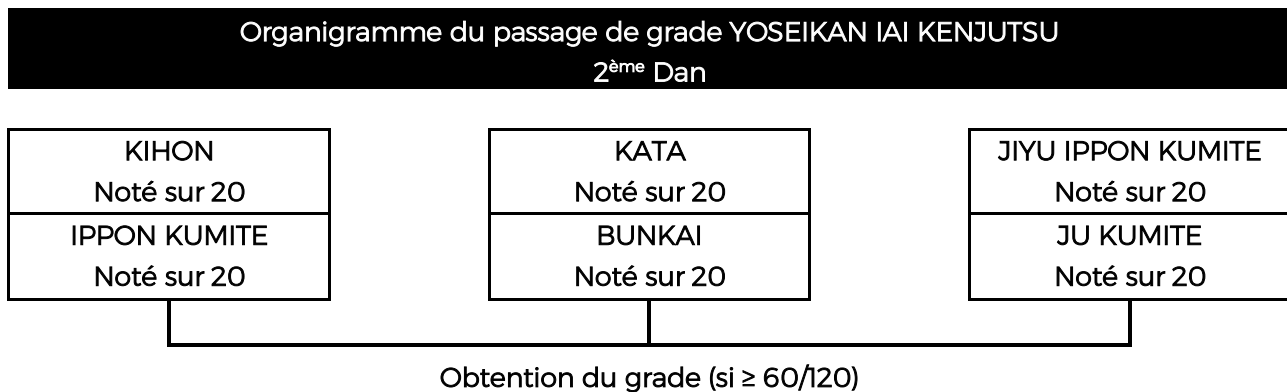 Organigramme du passage de grade YOSEIKAN IAI KENJUTSU
2ème Dan
KIHON
Noté sur 20
IPPON KUMITE
Noté sur 20
KATA
Noté sur 20
BUNKAI
Noté sur 20
JIYU IPPON KUMITE
Noté sur 20
JU KUMITE
Noté sur 20
Obtention du grade (si ≥ 60/120)